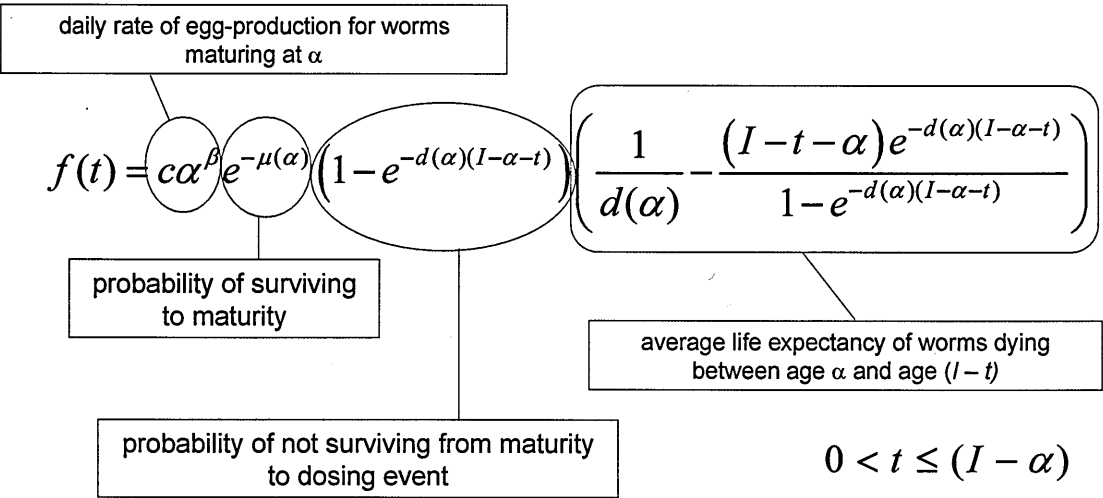 daily rate of egg-production for worms
maturing at α
f(t) = cα^β e^{-μ(α)} (1 − e^{-d(α)(I−α−t)}) ( 1/d(α) − (I − t − α)e^{-d(α)(I−α−t)} / 1 − e^{-d(α)(I−α−t)} )
probability of surviving
to maturity
average life expectancy of worms dying
between age α and age (I – t)
probability of not surviving from maturity
to dosing event
0 < t ≤ (I − α)